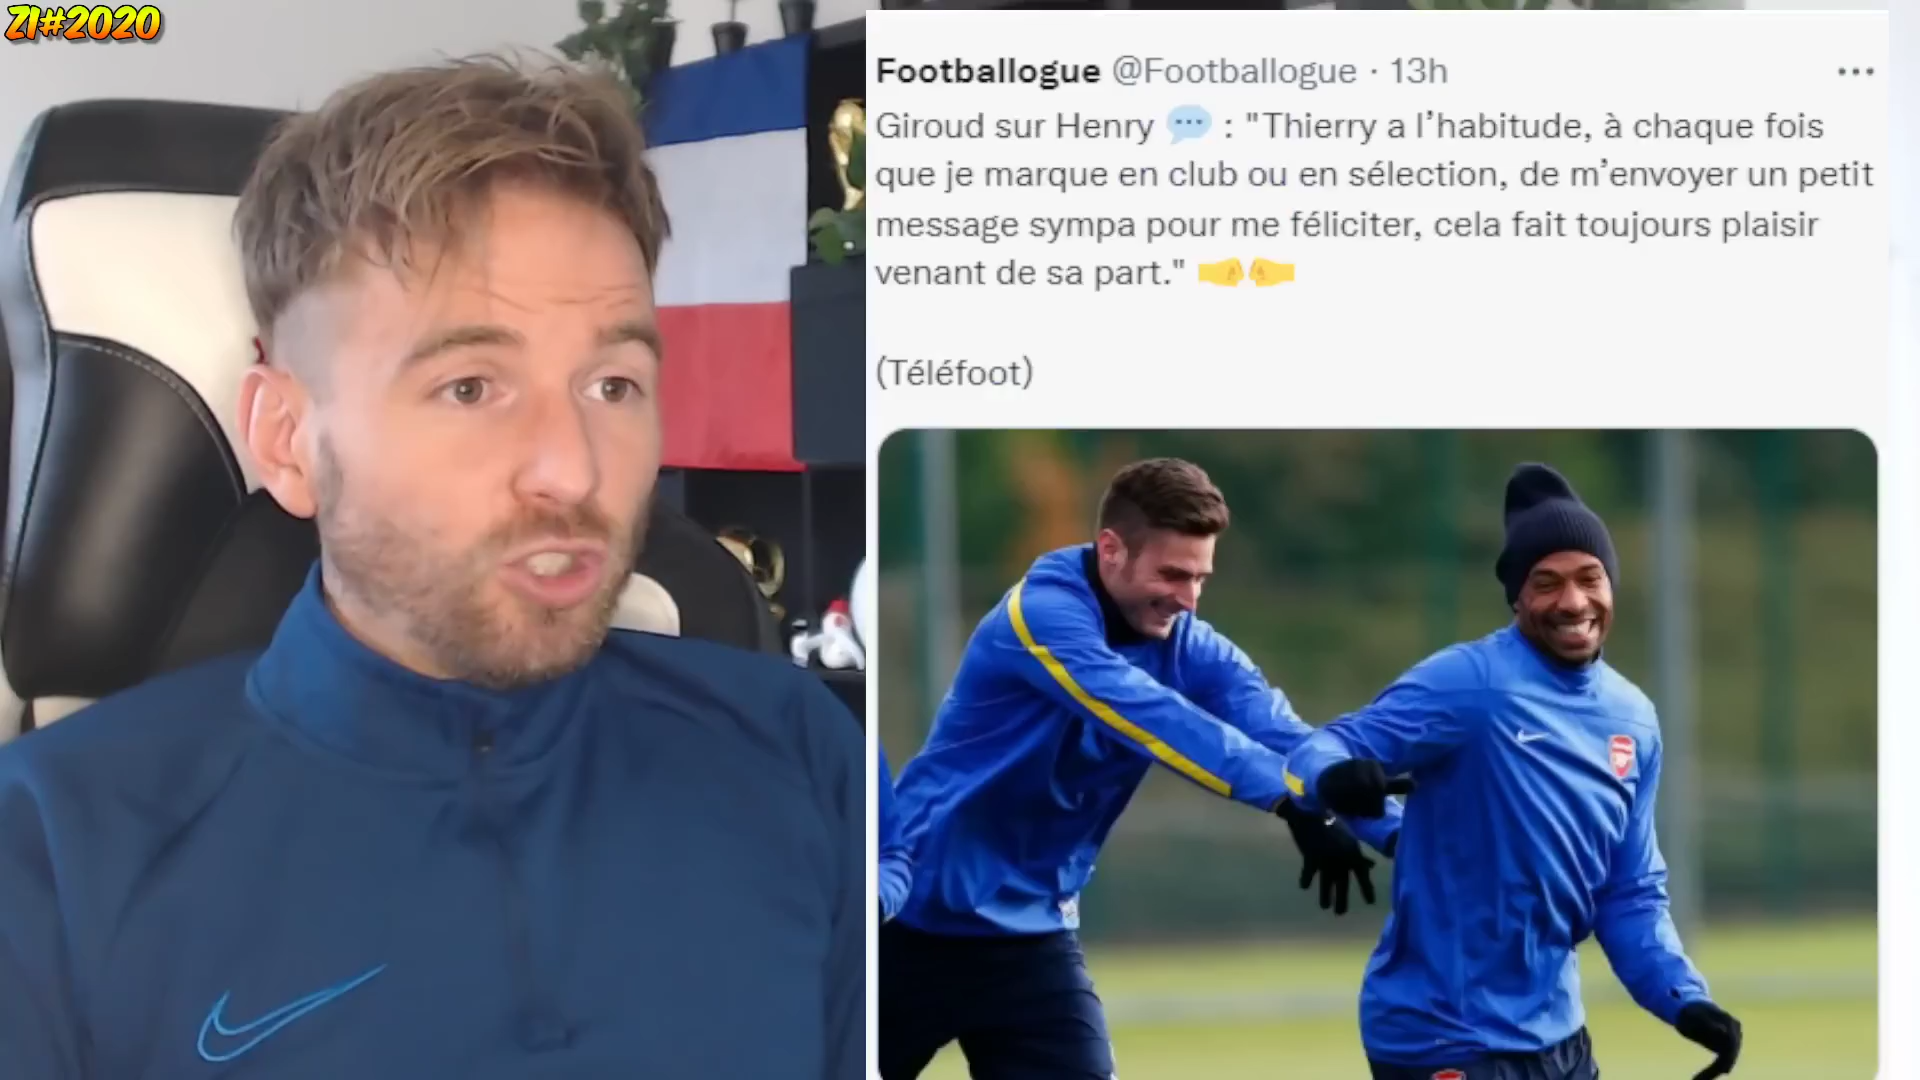 ZI#2020
Footballogue @Footballogue · 13h
Giroud sur Henry 💬 : "Thierry a l’habitude, à chaque fois
que je marque en club ou en sélection, de m’envoyer un petit
message sympa pour me féliciter, cela fait toujours plaisir
venant de sa part." 🤜🤛
(Téléfoot)